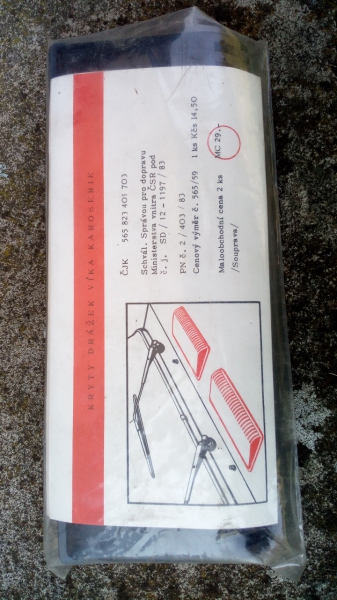 KRYTY DRÁŽEK VÍKA KAROSERIE
ČJK 565 823 401 703
Schvál. Správou pro dopravu
Ministerstva vnitra ČSR pod
č. j. SD / 12 - 1197 / 83
PN č. 2 / 403 / 83
Cenový výměr č. 565/59 1 ks Kčs 14,50
Maloobchodní cena 2 ks MC 29,-
/Souprava/